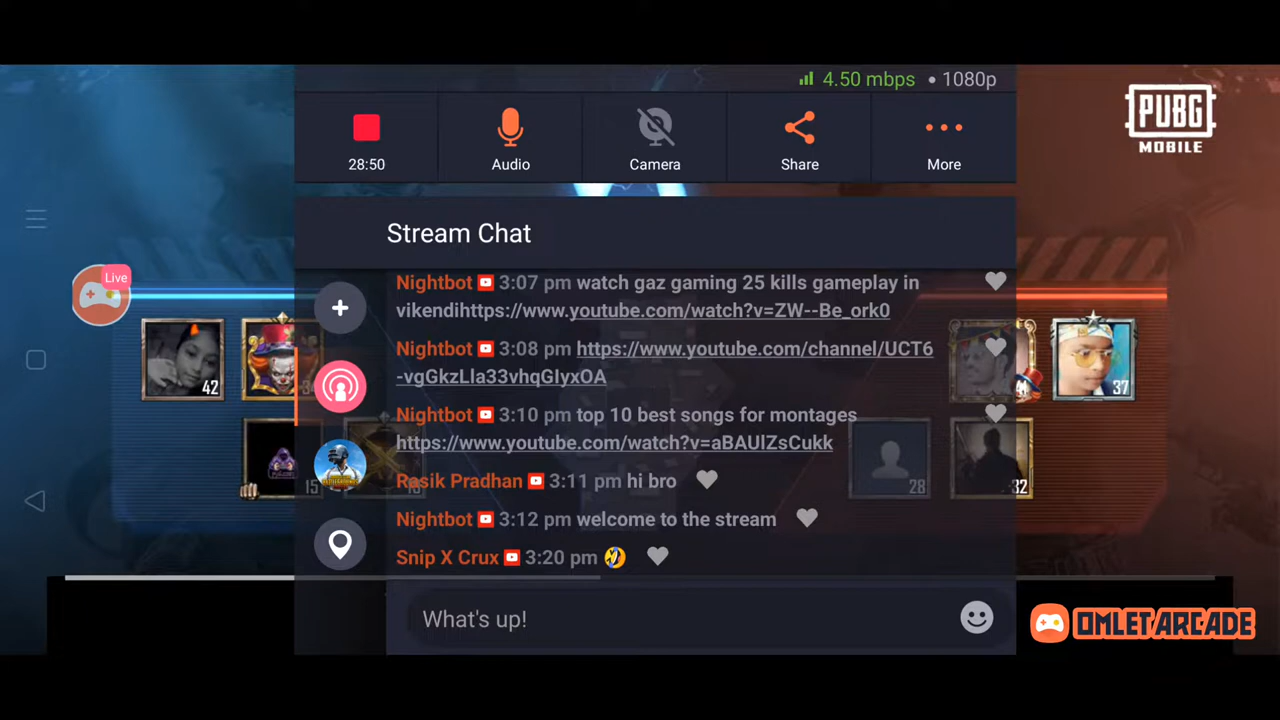 4.50 mbps • 1080p
PUBG
MOBILE
28:50
Audio
Camera
Share
More
Stream Chat
Live
Nightbot 3:07 pm watch gaz gaming 25 kills gameplay in
vikendihttps://www.youtube.com/watch?v=ZW--Be_ork0
Nightbot 3:08 pm https://www.youtube.com/channel/UCT6
-vgGkzLla33vhqGlyxOA
Nightbot 3:10 pm top 10 best songs for montages
https://www.youtube.com/watch?v=aBAUlZsCukk
Rasik Pradhan 3:11 pm hi bro
Nightbot 3:12 pm welcome to the stream
Snip X Crux 3:20 pm 🤣
42
37
15
28
32
What's up!
OMLET ARCADE